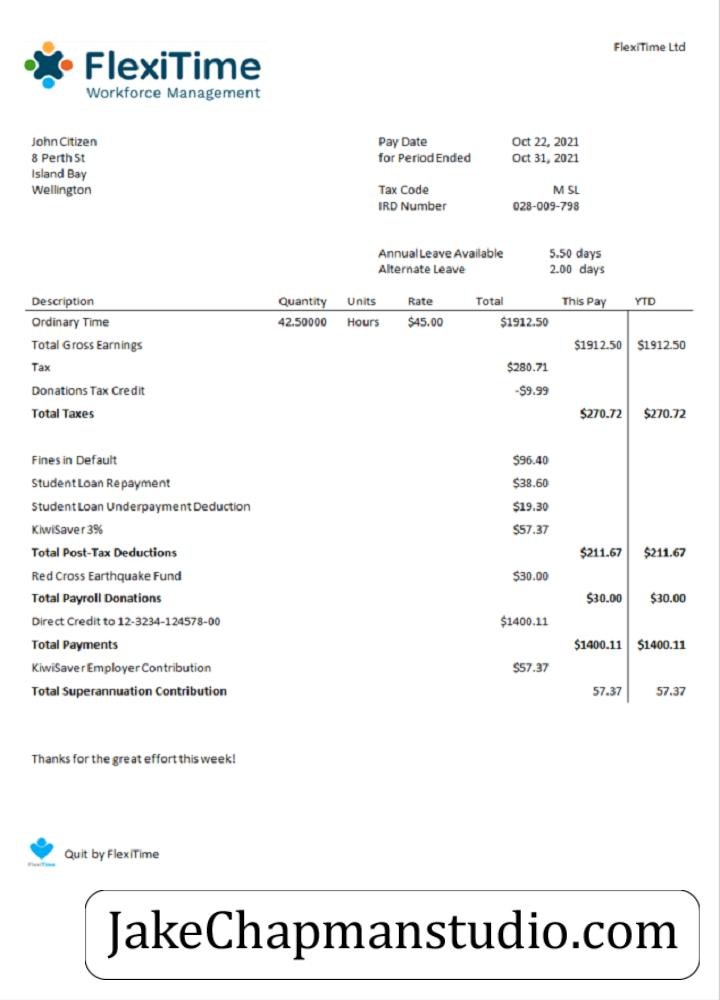 FlexiTime Ltd
FlexiTime
Workforce Management
John Citizen
8 Perth St
Island Bay
Wellington
Pay Date Oct 22, 2021
for Period Ended Oct 31, 2021
Tax Code M SL
IRD Number 028-009-798
Annual Leave Available 5.50 days
Alternate Leave 2.00 days
Description Quantity Units Rate Total This Pay YTD
Ordinary Time 42.50000 Hours $45.00 $1912.50
Total Gross Earnings $1912.50 $1912.50
Tax $280.71
Donations Tax Credit -$9.99
Total Taxes $270.72 $270.72
Fines in Default $96.40
Student Loan Repayment $38.60
Student Loan Underpayment Deduction $19.30
KiwiSaver 3% $57.37
Total Post-Tax Deductions $211.67 $211.67
Red Cross Earthquake Fund $30.00
Total Payroll Donations $30.00 $30.00
Direct Credit to 12-3234-124578-00 $1400.11
Total Payments $1400.11 $1400.11
KiwiSaver Employer Contribution $57.37
Total Superannuation Contribution 57.37 57.37
Thanks for the great effort this week!
FlexiTime
Quit by FlexiTime
JakeChapmanstudio.com